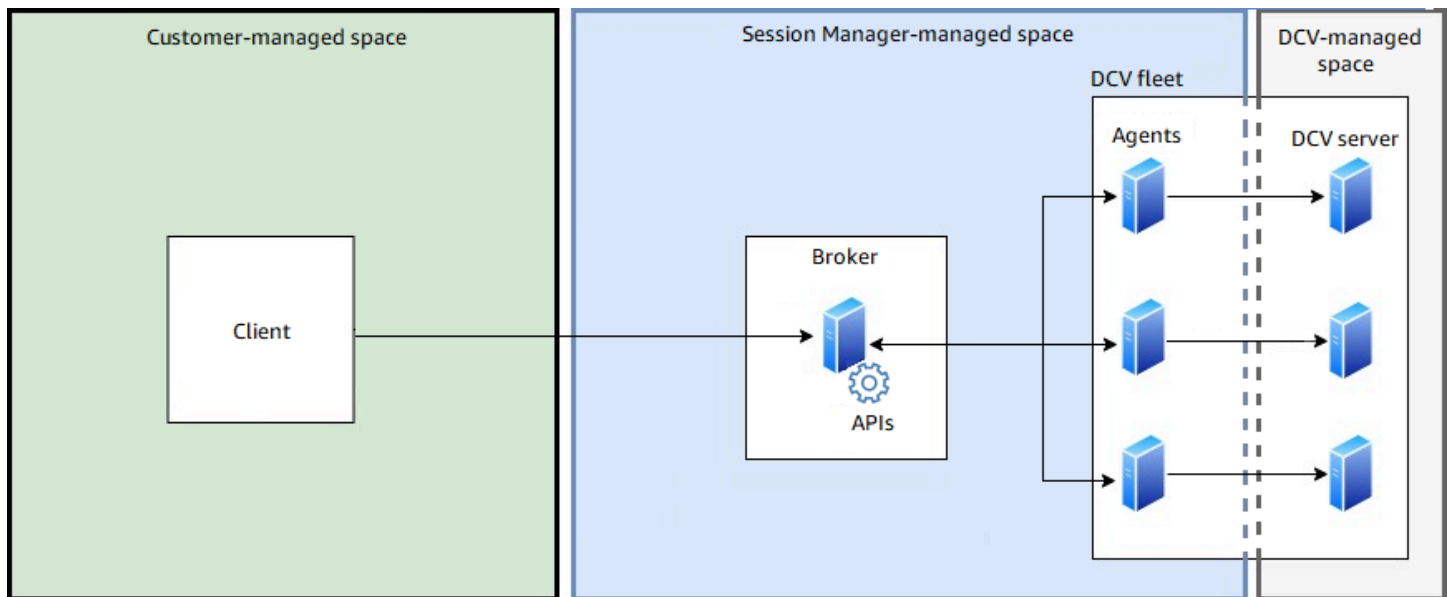 Customer-managed space
Session Manager-managed space
DCV-managed
space
DCV fleet
Agents
DCV server
Broker
Client
APIs